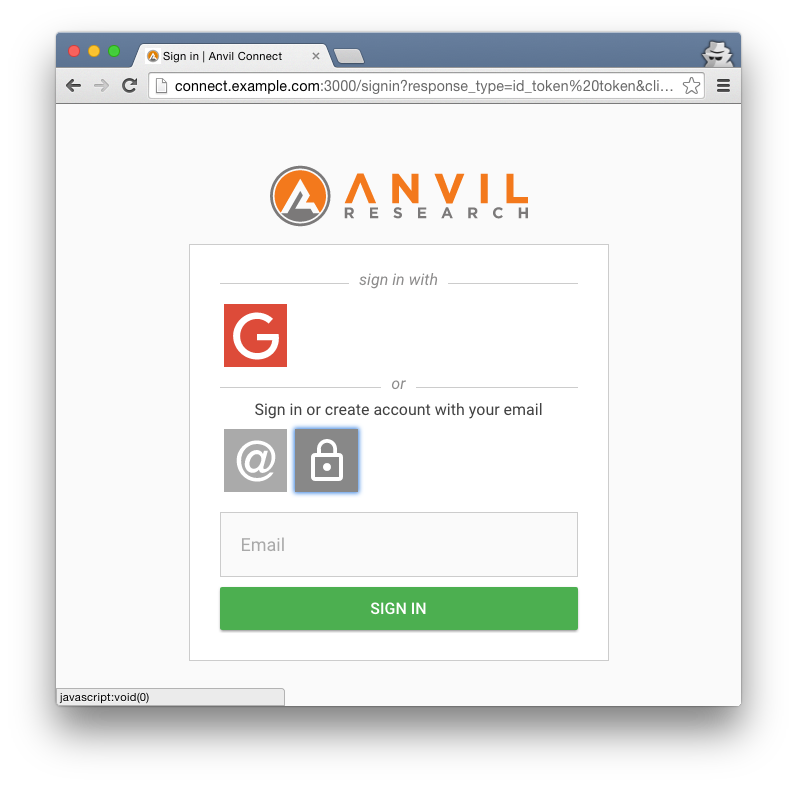 Sign in | Anvil Connect
connect.example.com:3000/signin?response_type=id_token%20token&cli...
ANVIL
RESEARCH
sign in with
G
or
Sign in or create account with your email
@
Email
SIGN IN
javascript:void(0)